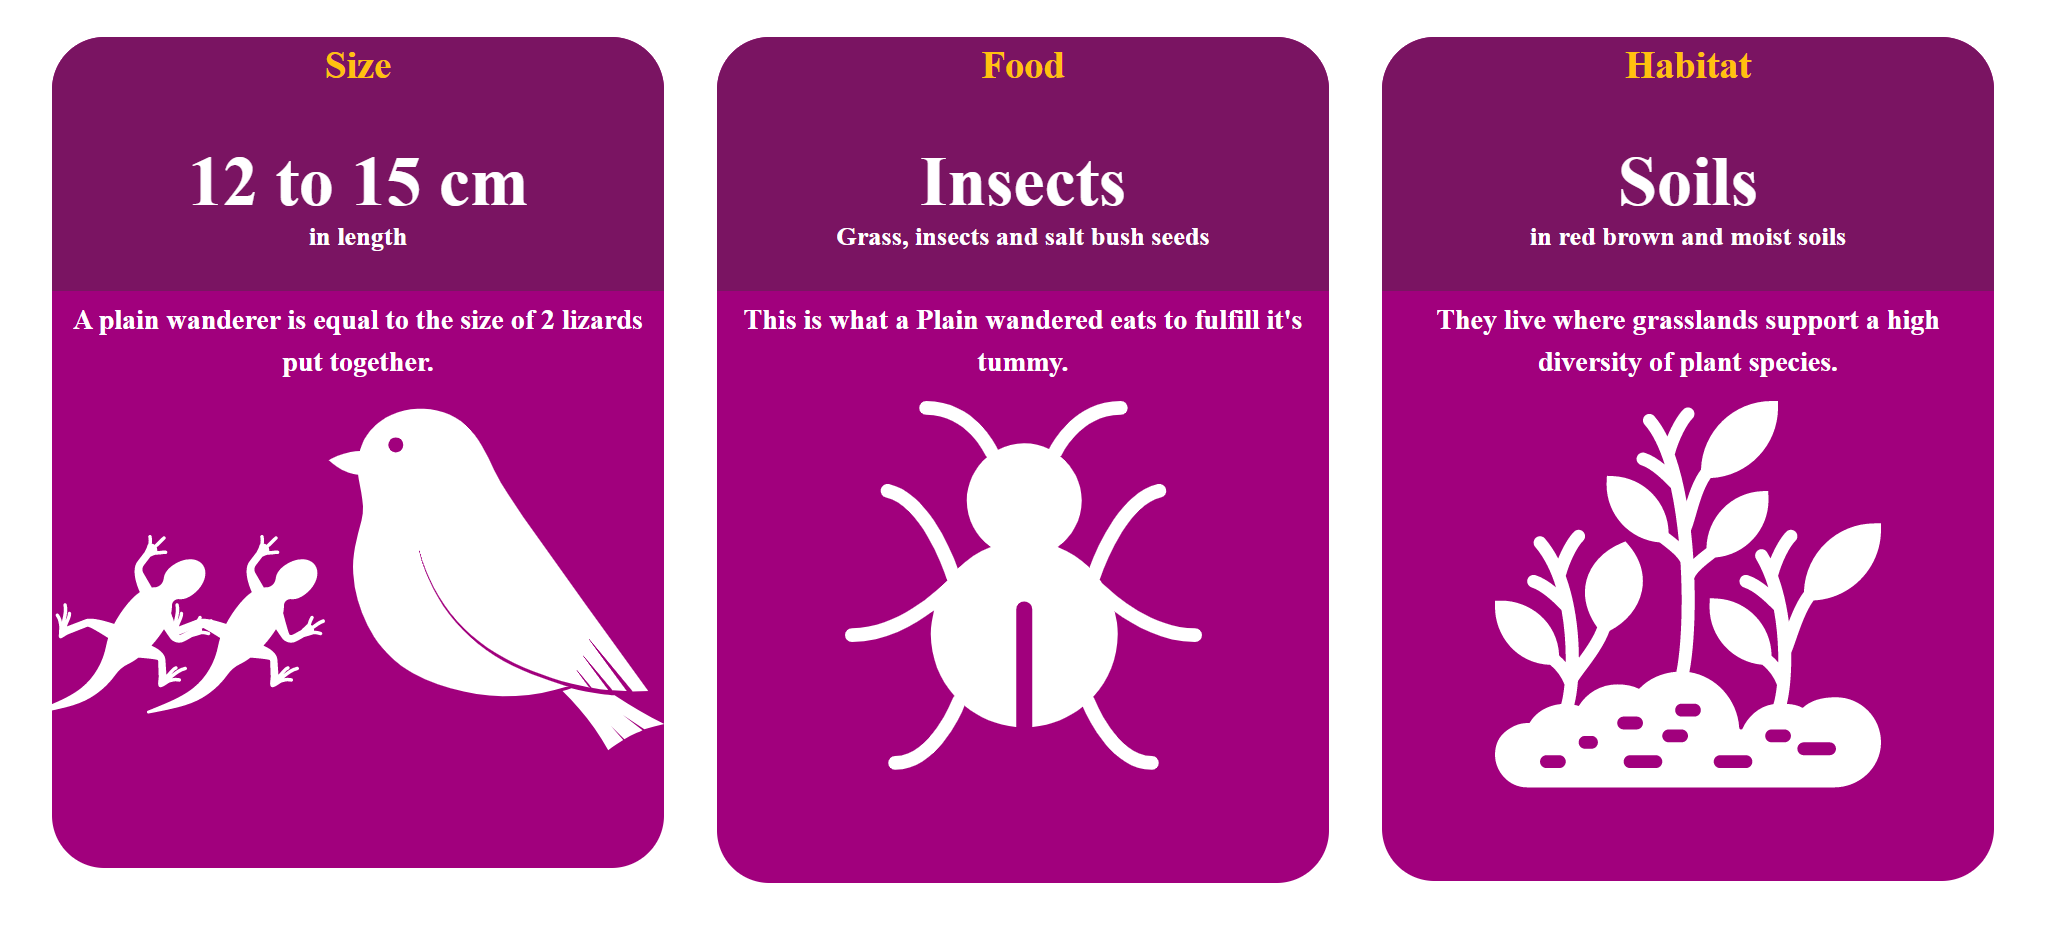 Size
12 to 15 cm
in length
A plain wanderer is equal to the size of 2 lizards
put together.
Food
Insects
Grass, insects and salt bush seeds
This is what a Plain wandered eats to fulfill it's
tummy.
Habitat
Soils
in red brown and moist soils
They live where grasslands support a high
diversity of plant species.